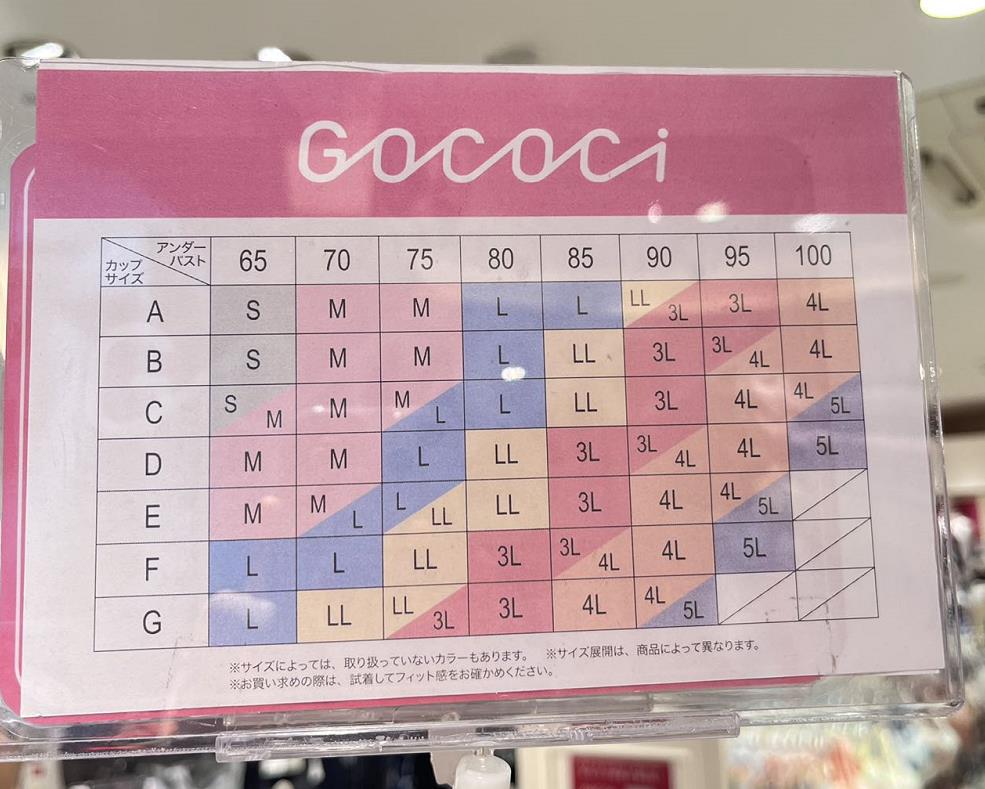 GOCOCi
アンダーバスト カップサイズ 65 70 75 80 85 90 95 100
A S M M L L LL 3L 3L 4L
B S M M L LL 3L 3L 4L 4L
C S M M M L L LL 3L 4L 4L 5L
D M M L LL 3L 3L 4L 4L 5L
E M M L L LL LL 3L 4L 4L 5L
F L L LL 3L 3L 4L 4L 5L
G L LL LL 3L 3L 4L 4L 5L
※サイズによっては、取り扱っていないカラーもあります。 ※サイズ展開は、商品によって異なります。
※お買い求めの際は、試着してフィット感をお確かめください。